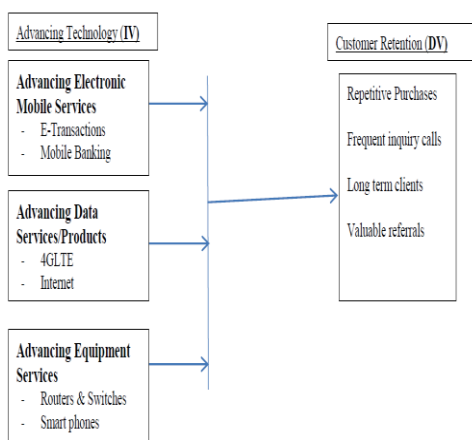 Advancing Technology (IV)
Advancing Electronic
Mobile Services
- E-Transactions
- Mobile Banking
Advancing Data
Services/Products
- 4GLTE
- Internet
Advancing Equipment
Services
- Routers & Switches
- Smart phones
Customer Retention (DV)
Repetitive Purchases
Frequent inquiry calls
Long term clients
Valuable referrals